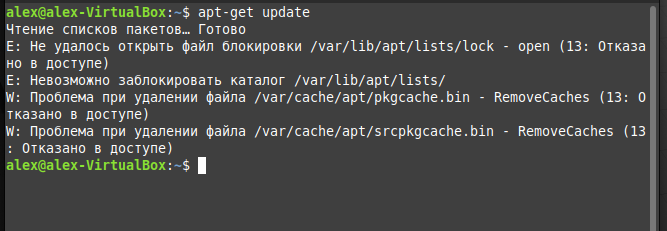 alex@alex-VirtualBox:~$ apt-get update
Чтение списков пакетов… Готово
E: Не удалось открыть файл блокировки /var/lib/apt/lists/lock - open (13: Отказа
но в доступе)
E: Невозможно заблокировать каталог /var/lib/apt/lists/
W: Проблема при удалении файла /var/cache/apt/pkgcache.bin - RemoveCaches (13: О
тказано в доступе)
W: Проблема при удалении файла /var/cache/apt/srcpkgcache.bin - RemoveCaches (13
: Отказано в доступе)
alex@alex-VirtualBox:~$